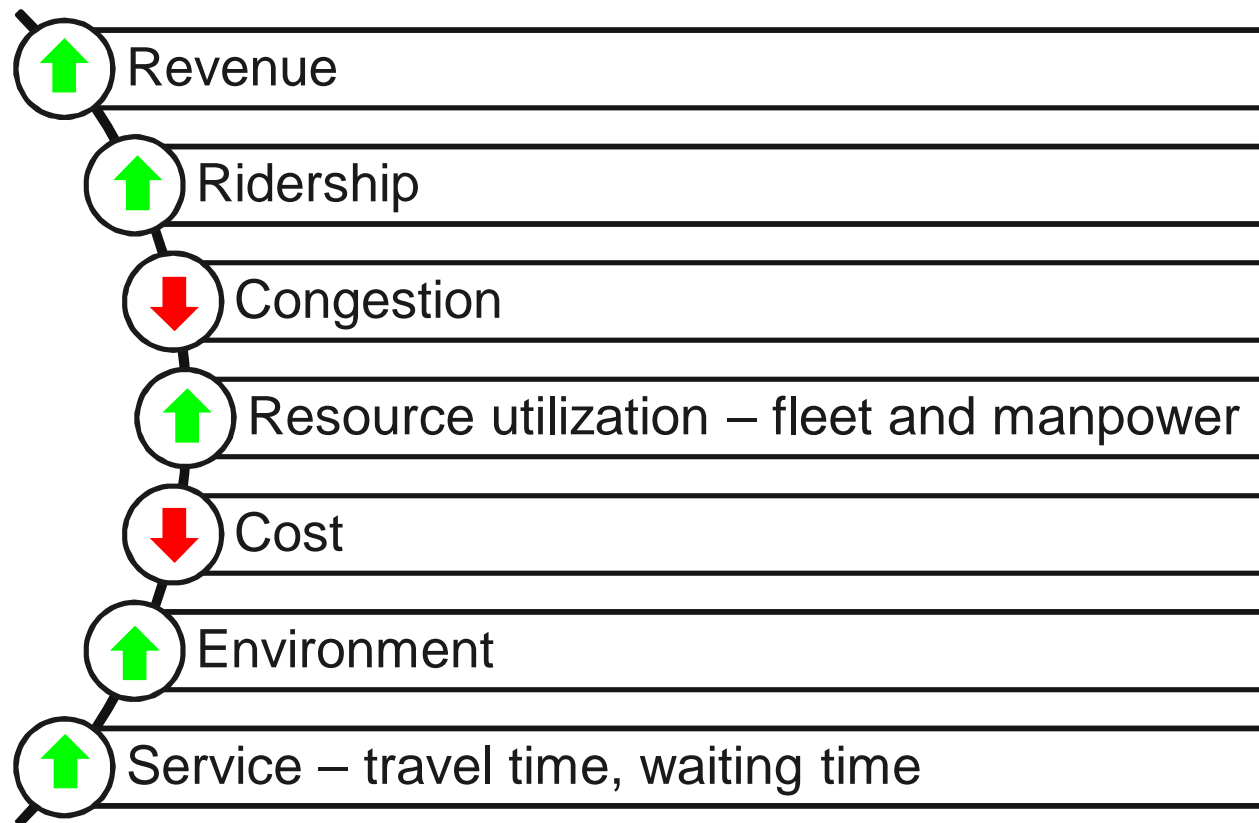 Revenue
Ridership
Congestion
Resource utilization – fleet and manpower
Cost
Environment
Service – travel time, waiting time